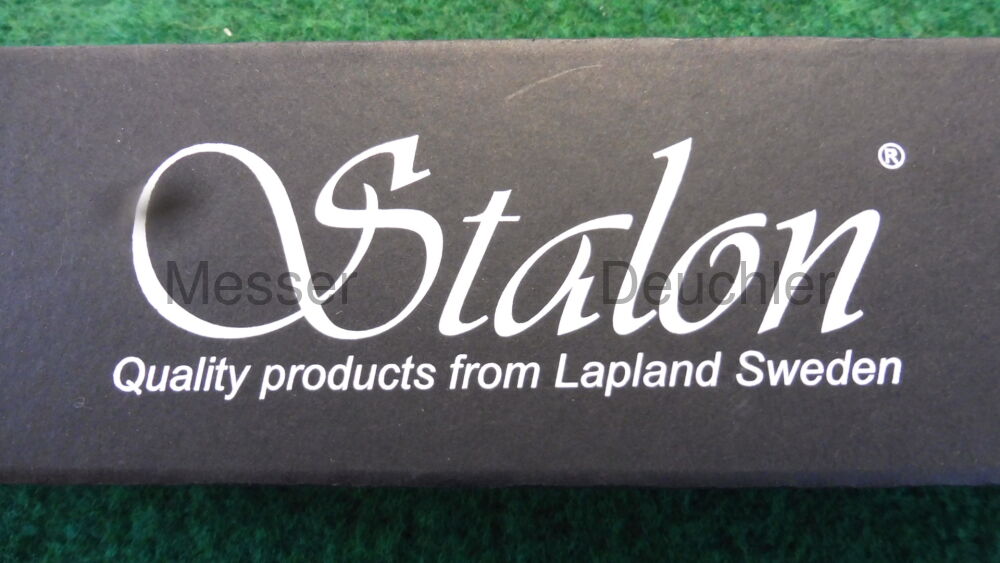 Stalon®
Messer Deuchler
Quality products from Lapland Sweden